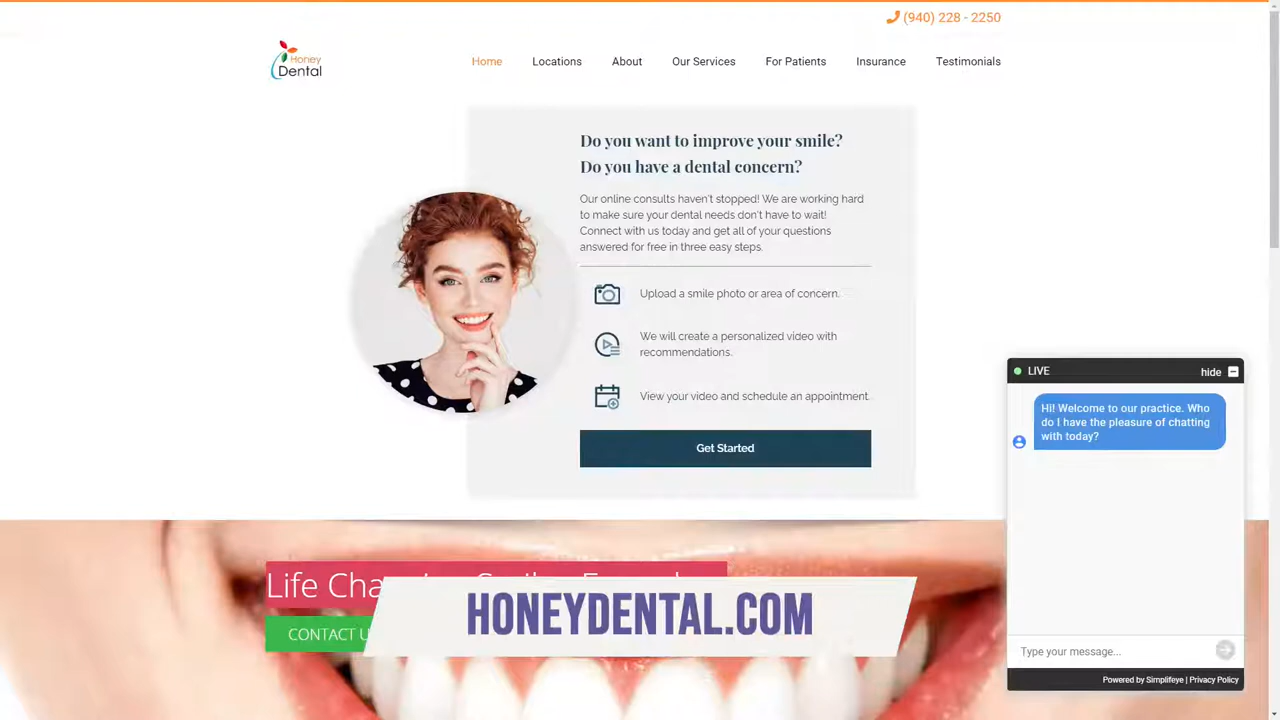 (940) 228 - 2250
Honey
Dental
Home Locations About Our Services For Patients Insurance Testimonials
Do you want to improve your smile?
Do you have a dental concern?
Our online consults haven't stopped! We are working hard
to make sure your dental needs don't have to wait!
Connect with us today and get all of your questions
answered for free in three easy steps.
Upload a smile photo or area of concern.
We will create a personalized video with
recommendations.
View your video and schedule an appointment.
Get Started
LIVE hide
Hi! Welcome to our practice. Who
do I have the pleasure of chatting
with today?
Type your message...
Powered by Simplifeye | Privacy Policy
Life
CONTACT
HONEYDENTAL.COM